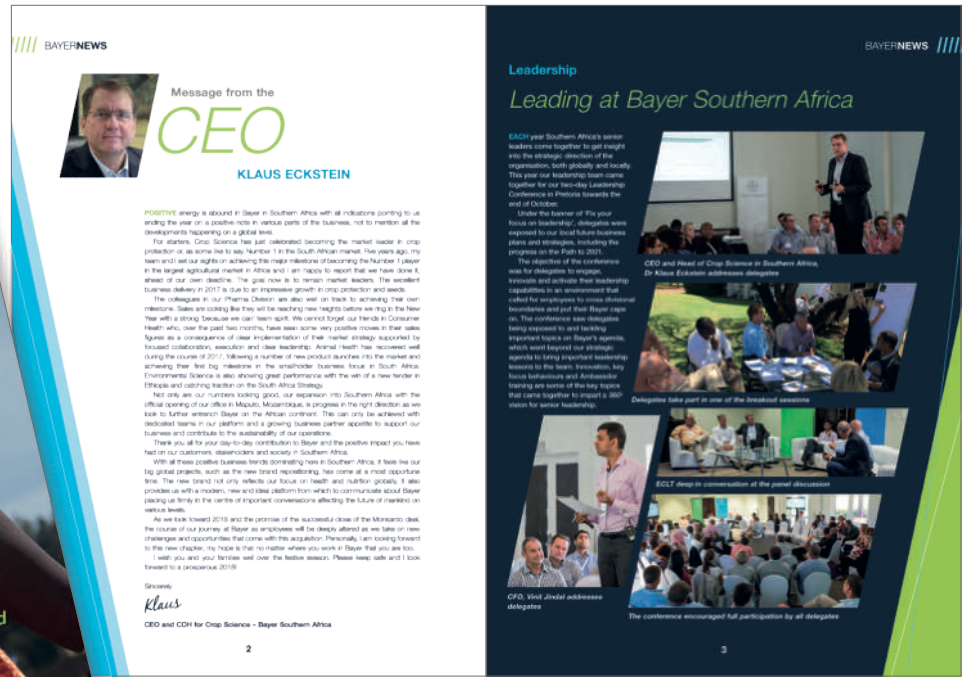 BAYERNEWS
Message from the
CEO
KLAUS ECKSTEIN
POSITIVE energy is abound in Bayer in Southern Africa with all indications pointing to us
ending the year on a positive note in various parts of the business, not to mention all the
developments happening on a global level.
For starters, Crop Science has just celebrated becoming the market leader in crop
protection or, as some like to say, Number 1 in the South African market. Five years ago, my
team and I set our sights on achieving this major milestone of becoming the Number 1 player
in the largest agricultural market in Africa and I am happy to report that we have done it,
ahead of our own deadline. The goal now is to remain market leaders. The excellent
business delivery in 2017 is due to an impressive growth in crop protection and seeds.
The colleagues in our Pharma Division are also well on track to achieving their own
milestone. Sales are looking like they will be reaching new heights before we ring in the New
Year with a strong 'because we can' team spirit. We cannot forget our friends in Consumer
Health who, over the past two months, have seen some very positive moves in their sales
figures as a consequence of clear implementation of their market strategy supported by
focused collaboration, execution and clear leadership. Animal Health has recovered well
during the course of 2017, following a number of new product launches into the market and
achieving their first big milestone in the smallholder business focus in South Africa.
Environmental Science is also showing great performance with the win of a new tender in
Ethiopia and catching traction on the South Africa Strategy.
Not only are our numbers looking good, our expansion into Southern Africa with the
official opening of our office in Maputo, Mozambique, is progress in the right direction as we
look to further entrench Bayer on the African continent. This can only be achieved with
dedicated teams in our platform and a growing business partner appetite to support our
business and contribute to the sustainability of our operations.
Thank you all for your day-to-day contribution to Bayer and the positive impact you have
had on our customers, stakeholders and society in Southern Africa.
With all these positive business trends dominating here in Southern Africa, it feels like our
big global projects, such as the new brand repositioning, has come at a most opportune
time. The new brand not only reflects our focus on health and nutrition globally, it also
provides us with a modern, new and idea platform from which to communicate about Bayer
placing us firmly in the centre of important conversations affecting the future of mankind on
various levels.
As we look toward 2018 and the promise of the successful close of the Monsanto deal,
the course of our journey at Bayer as employees will be deeply altered as we take on new
challenges and opportunities that come with this acquisition. Personally, I am looking forward
to this new chapter; my hope is that no matter where you work in Bayer that you are too.
I wish you and your families well over the festive season. Please keep safe and I look
forward to a prosperous 2018!
Sincerely
Klaus
CEO and CDH for Crop Science – Bayer Southern Africa
2
BAYERNEWS
Leadership
Leading at Bayer Southern Africa
EACH year Southern Africa's senior
leaders come together to get insight
into the strategic direction of the
organisation, both globally and locally.
This year our leadership team came
together for our two-day Leadership
Conference in Pretoria towards the
end of October.
Under the banner of 'Fix your
focus on leadership', delegates were
exposed to our local future business
plans and strategies, including the
progress on the Path to 2021.
The objective of the conference
was for delegates to engage,
innovate and activate their leadership
capabilities in an environment that
called for employees to cross divisional
boundaries and put their Bayer caps
on. The conference saw delegates
being exposed to and tackling
important topics on Bayer's agenda,
which went beyond our strategic
agenda to bring important leadership
lessons to the team. Innovation, key
focus behaviours and Ambassador
training are some of the key topics
that came together to impart a 360°
vision for senior leadership.
CEO and Head of Crop Science in Southern Africa,
Dr Klaus Eckstein addresses delegates
Delegates take part in one of the breakout sessions
ECLT deep in conversation at the panel discussion
CFO, Vinit Jindal addresses
delegates
The conference encouraged full participation by all delegates
3
d